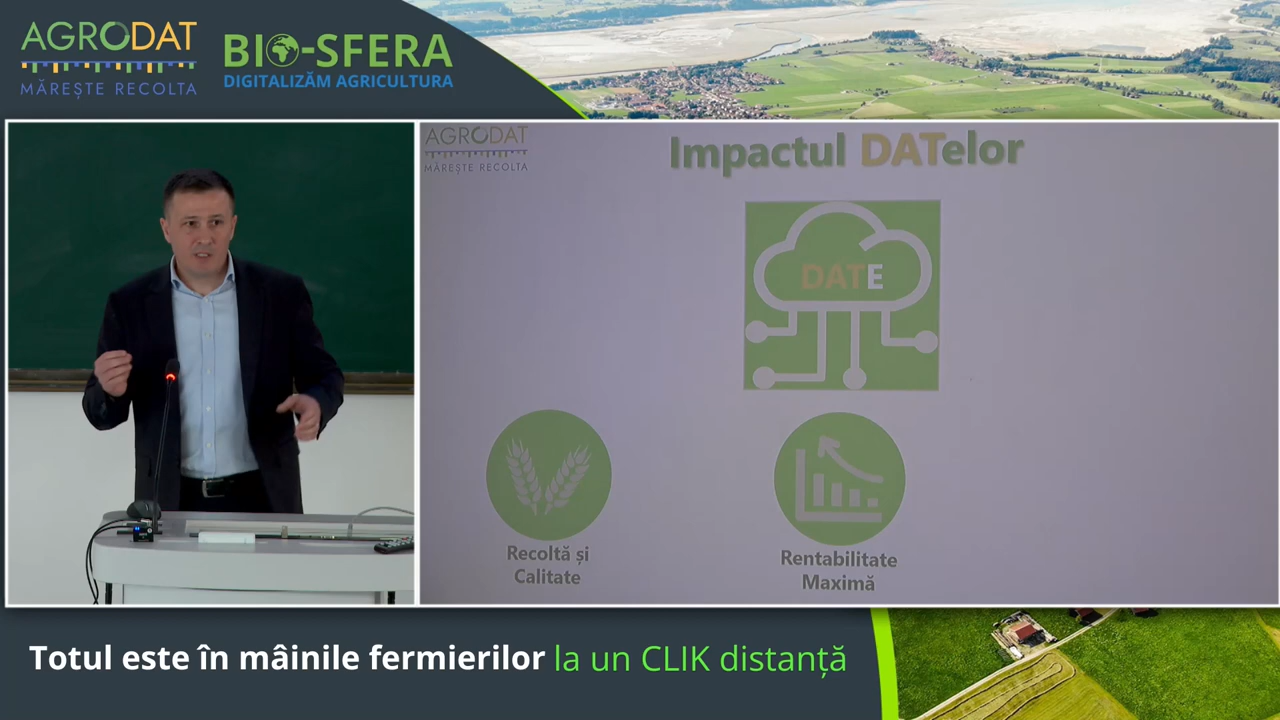 AGRODAT
MĂREȘTE RECOLTA
BIO-SFERA
DIGITALIZĂM AGRICULTURA
AGRODAT
MĂREȘTE RECOLTA
Impactul DATelor
DATE
Recoltă și
Calitate
Rentabilitate
Maximă
Totul este în mâinile fermierilor la un CLIK distanță